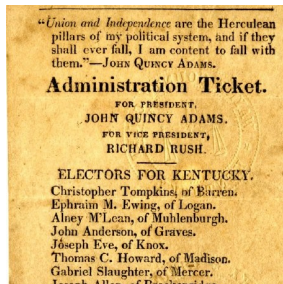 “Union and Independence are the Herculean
pillars of my political system, and if they
shall ever fall, I am content to fall with
them.”—JOHN QUINCY ADAMS.
Administration Ticket.
FOR PRESIDENT,
JOHN QUINCY ADAMS.
FOR VICE PRESIDENT,
RICHARD RUSH.
ELECTORS FOR KENTUCKY.
Christopher Tompkins, of Barren.
Ephraim M. Ewing, of Logan.
Alney M’Lean, of Muhlenburgh.
John Anderson, of Graves.
Joseph Eve, of Knox.
Thomas C. Howard, of Madison.
Gabriel Slaughter, of Mercer.
Joseph Allen, of